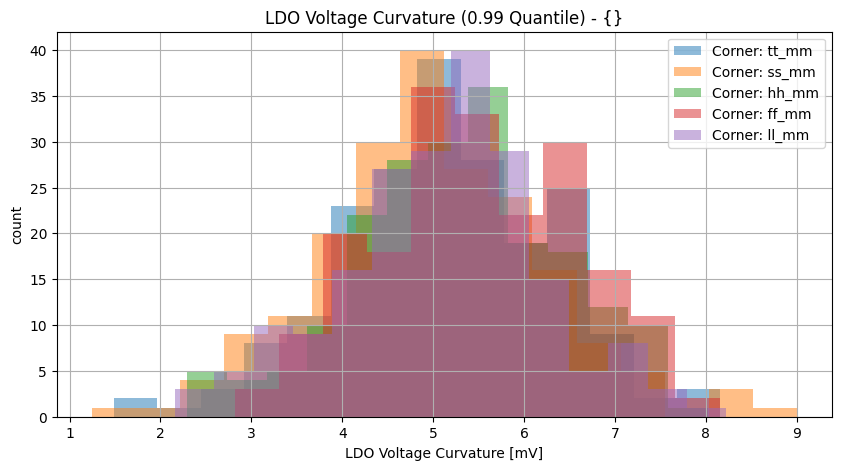 LDO Voltage Curvature (0.99 Quantile) - {}
Corner: tt_mm
Corner: ss_mm
Corner: hh_mm
Corner: ff_mm
Corner: ll_mm
count
40
35
30
25
20
15
10
5
0
1 2 3 4 5 6 7 8 9
LDO Voltage Curvature [mV]